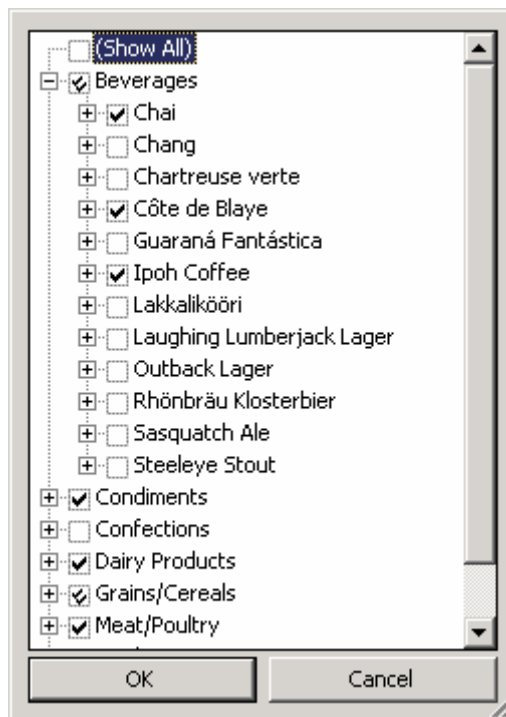 (Show All)
Beverages
Chai
Chang
Chartreuse verte
Côte de Blaye
Guaraná Fantástica
Ipoh Coffee
Lakkalikööri
Laughing Lumberjack Lager
Outback Lager
Rhönbräu Klosterbier
Sasquatch Ale
Steeleye Stout
Condiments
Confections
Dairy Products
Grains/Cereals
Meat/Poultry
OK Cancel